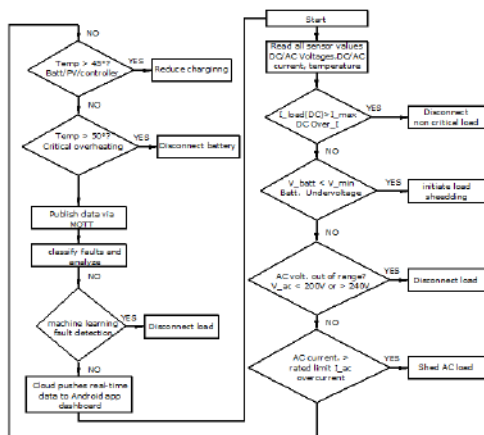 Start
Read all sensor values
DC/AC Voltages.DC/AC
current, temperature
I_load(DC)>I_max
DC Over_I
YES
Disconnect
non critical load
NO
V_batt < V_min
Batt. Undervoltage
YES
initiate load
sheedding
NO
AC volt. out of range?
V_ac < 200V or > 240V
YES
Disconnect load
NO
AC current. >
rated limit I_ac
overcurrent
YES
Shed AC load
NO
Temp > 45°?
Batt/PV/controller
YES
Reduce charginng
NO
Temp > 50°?
Critical overheating
YES
Disconnect battery
Publish data via
MQTT
classify faults and
analyze
NO
machine learning
fault detection
YES
Disconnect load
NO
Cloud pushes real-time
data to Android app
dashboard